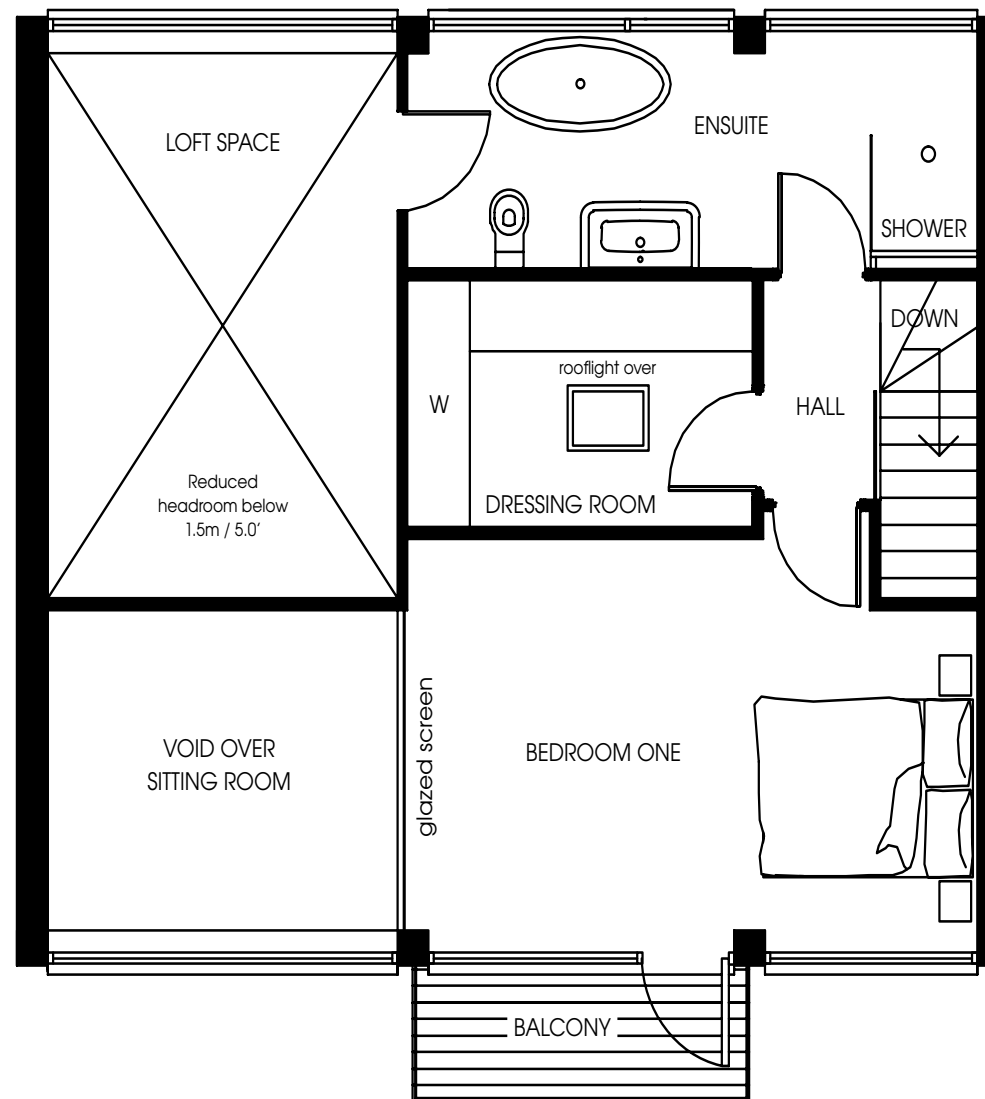 LOFT SPACE
ENSUITE
SHOWER
DOWN
rooflight over
W
HALL
Reduced
headroom below
1.5m / 5.0'
DRESSING ROOM
glazed screen
VOID OVER
SITTING ROOM
BEDROOM ONE
BALCONY